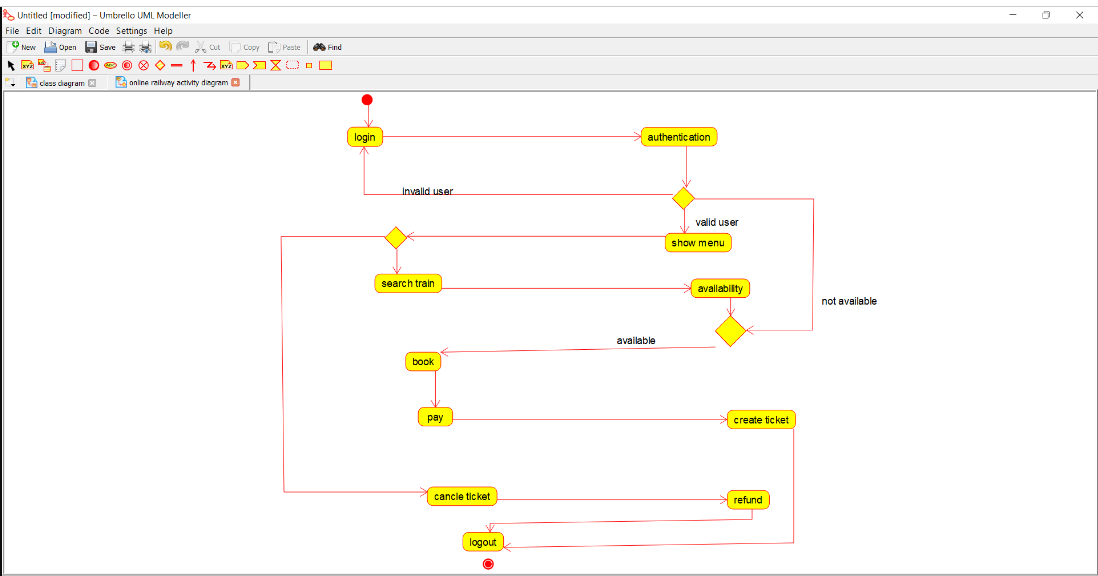 Untitled [modified] – Umbrello UML Modeller
File Edit Diagram Code Settings Help
New Open Save Cut Copy Paste Find
class diagram online railway activity diagram
login
authentication
invalid user
valid user
show menu
search train
availability
not available
available
book
pay
create ticket
cancle ticket
refund
logout